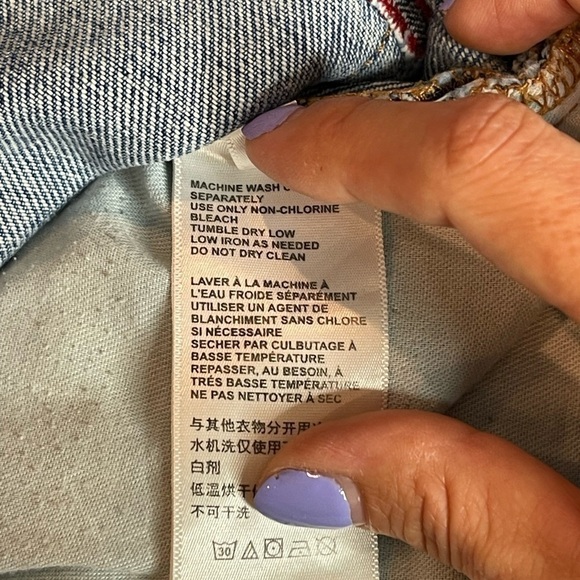 MACHINE WASH
SEPARATELY
USE ONLY NON-CHLORINE
BLEACH
TUMBLE DRY LOW
LOW IRON AS NEEDED
DO NOT DRY CLEAN
LAVER À LA MACHINE À
L'EAU FROIDE SÉPARÉMENT
UTILISER UN AGENT DE
BLANCHIMENT SANS CHLORE
SI NÉCESSAIRE
SECHER PAR CULBUTAGE À
BASSE TEMPÉRATURE
REPASSER, AU BESOIN, À
TRÉS BASSE TEMPÉRATURE
NE PAS NETTOYER À SEC
与其他衣物分开用
水机洗仅使用
白剂
低温烘干
不可干洗
30